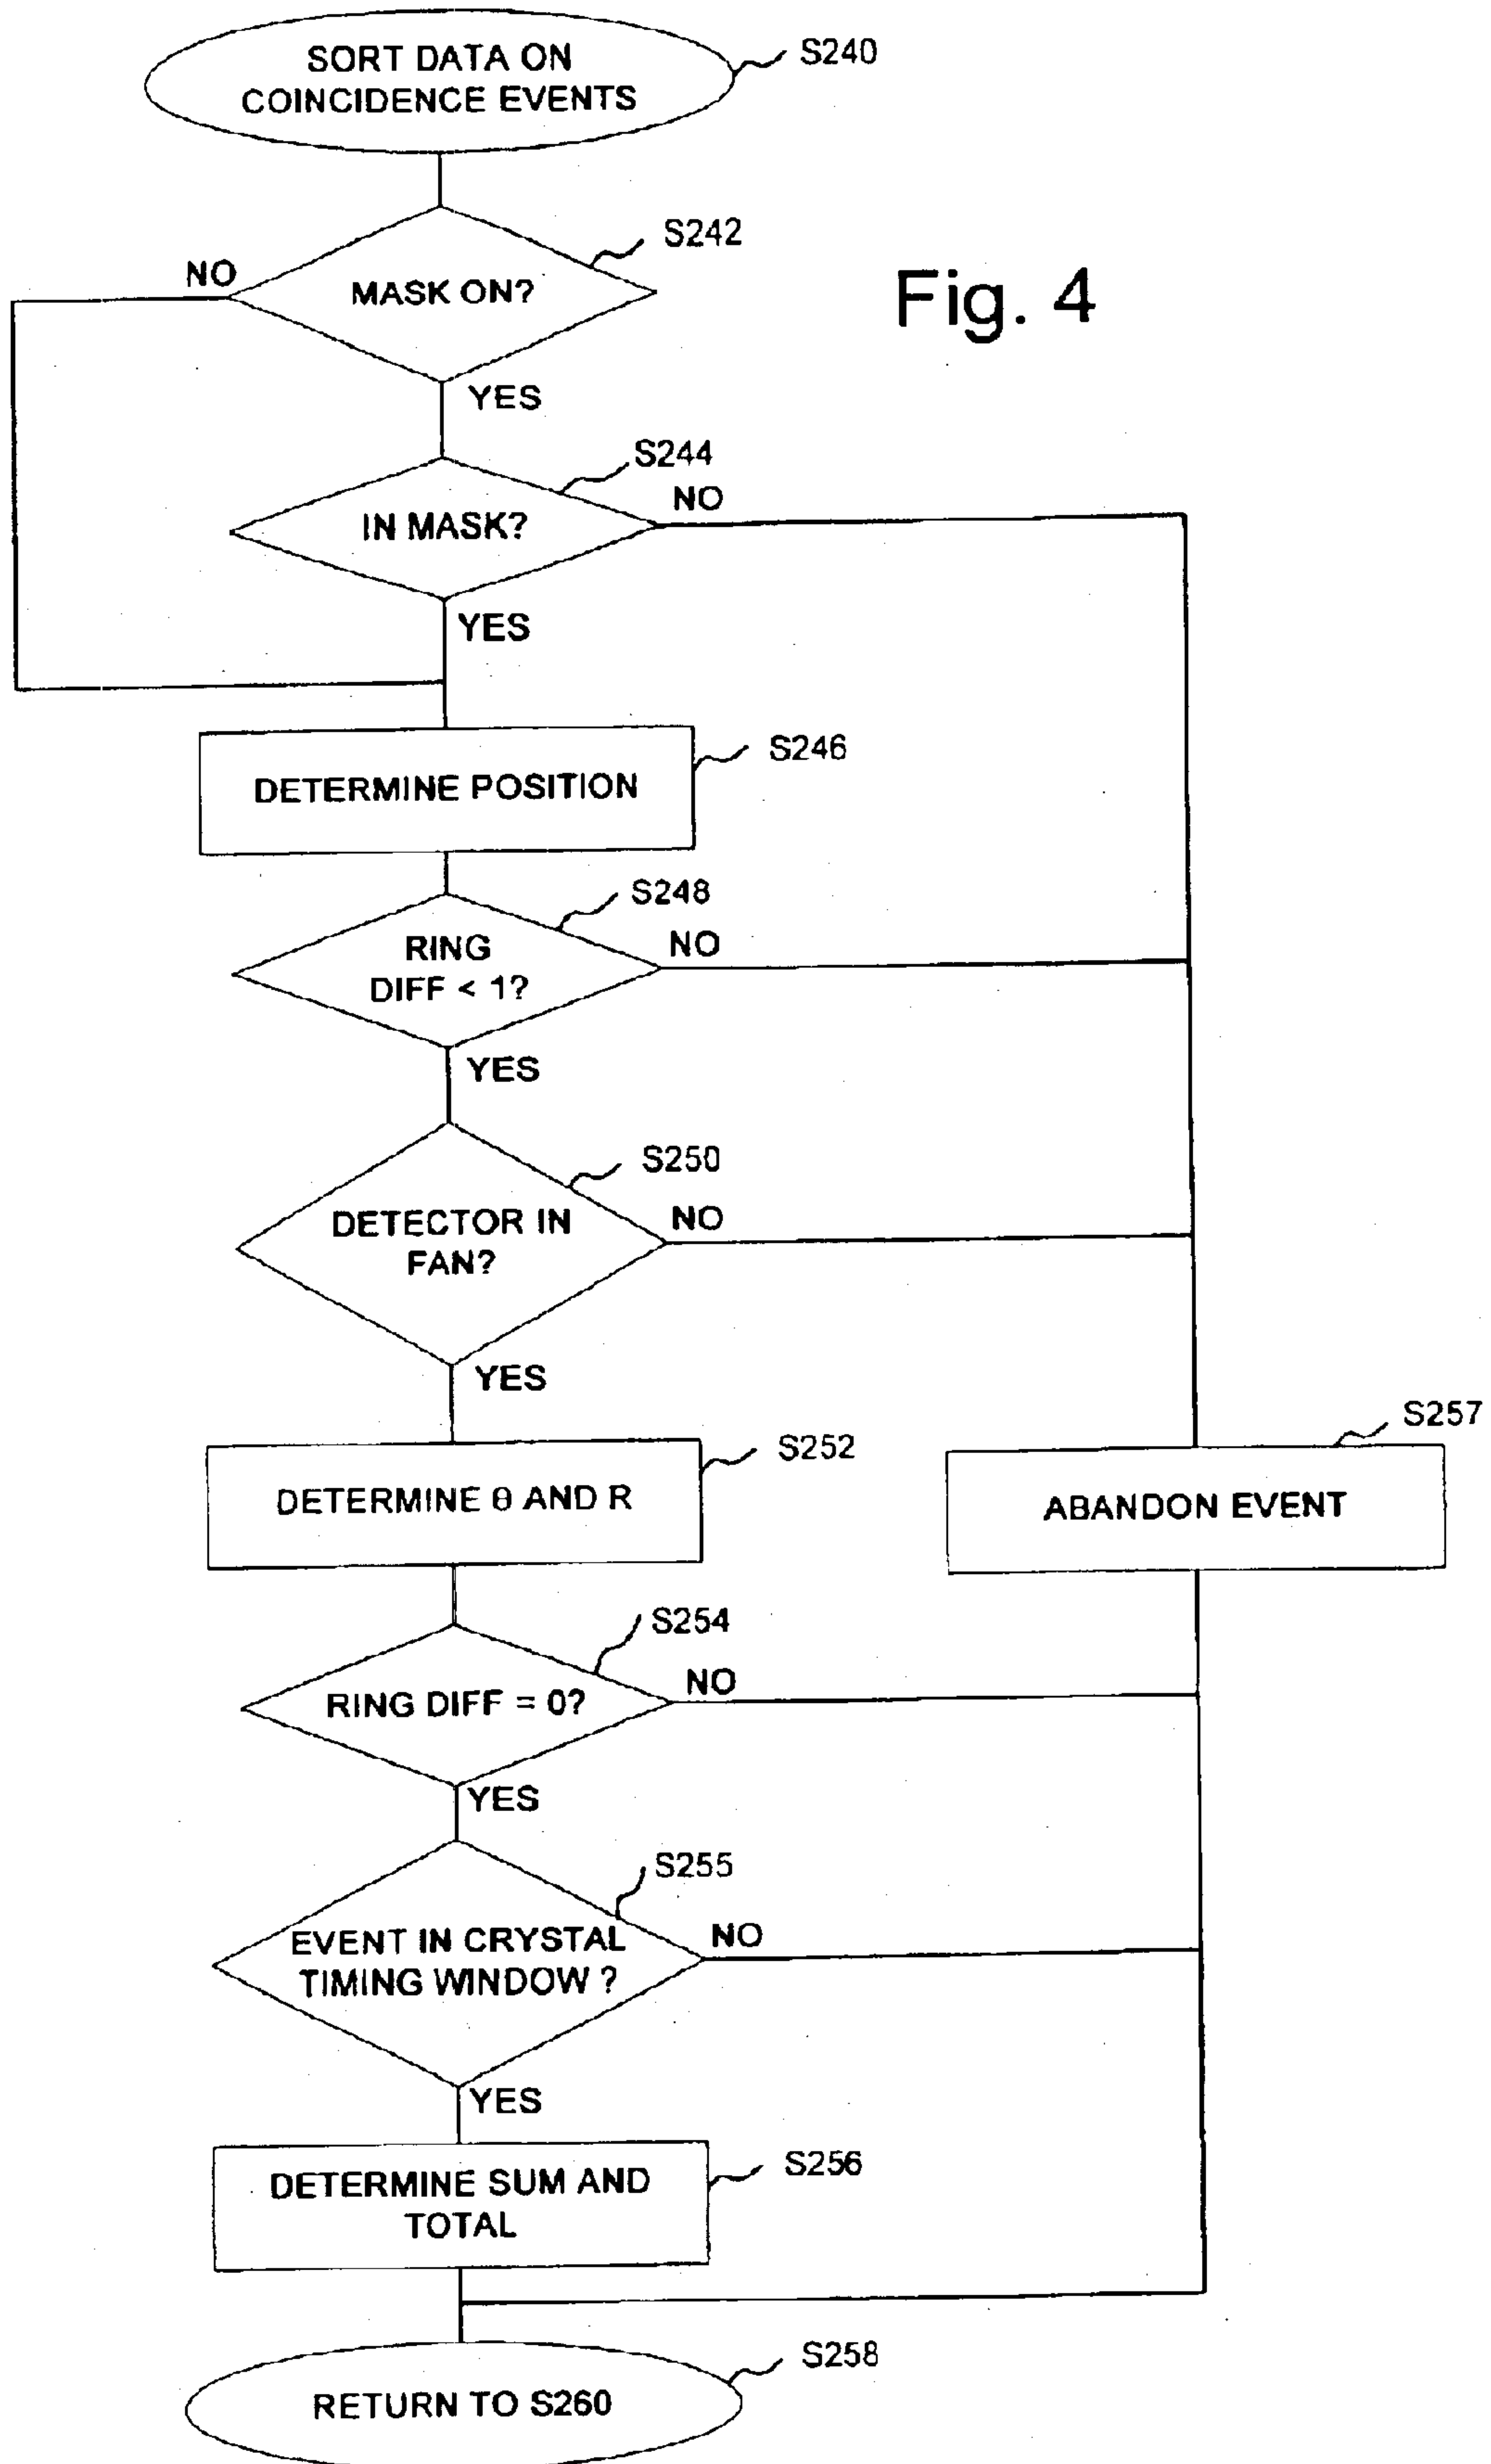 SORT DATA ON
COINCIDENCE EVENTS
S240
MASK ON?
S242
NO
YES
Fig. 4
IN MASK?
S244
NO
YES
DETERMINE POSITION
S246
RING
DIFF < 1?
S248
NO
YES
DETECTOR IN
FAN?
S250
NO
YES
DETERMINE θ AND R
S252
ABANDON EVENT
S257
RING DIFF = 0?
S254
NO
YES
EVENT IN CRYSTAL
TIMING WINDOW ?
S255
NO
YES
DETERMINE SUM AND
TOTAL
S256
RETURN TO S260
S258